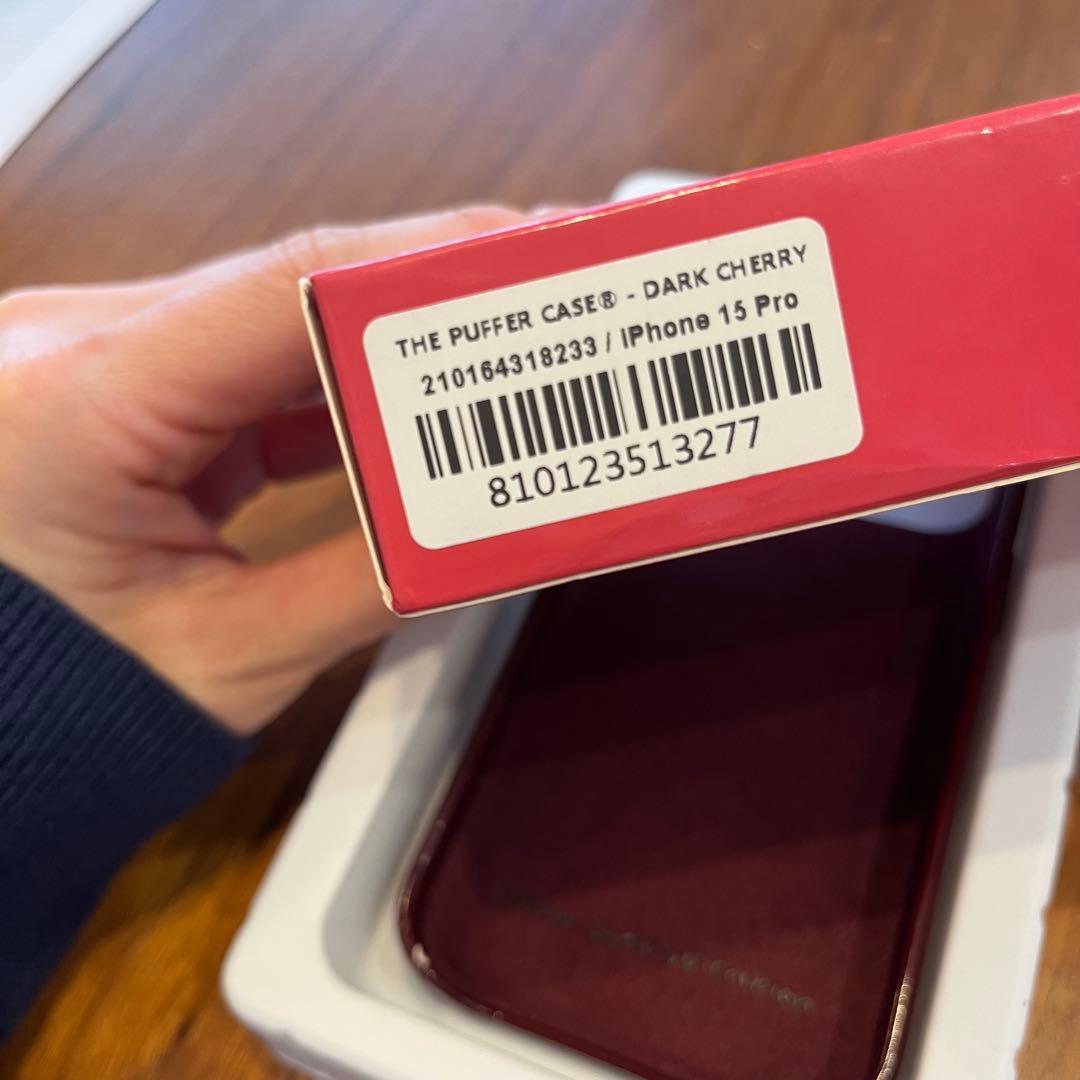 THE PUFFER CASE® - DARK CHERRY
210164318233 / iPhone 15 Pro
810123513277